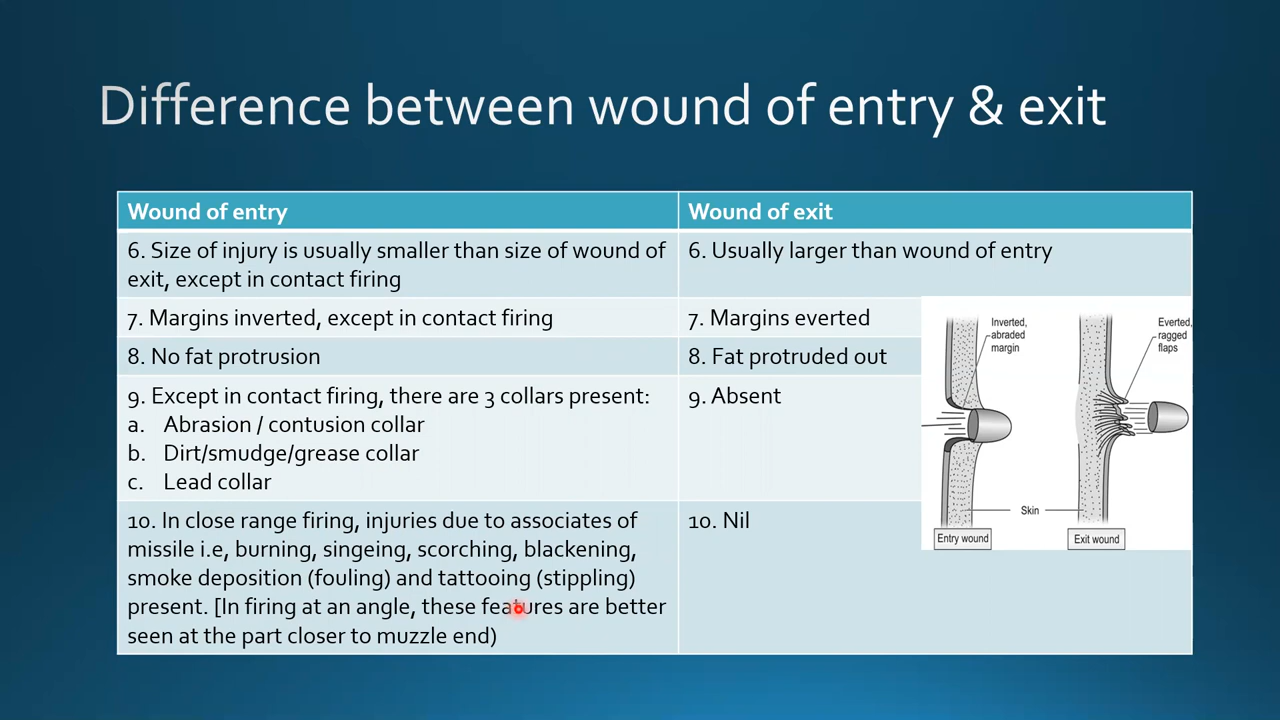 Difference between wound of entry & exit
Wound of entry
Wound of exit
6. Size of injury is usually smaller than size of wound of
exit, except in contact firing
6. Usually larger than wound of entry
7. Margins inverted, except in contact firing
7. Margins everted
8. No fat protrusion
8. Fat protruded out
9. Except in contact firing, there are 3 collars present:
a. Abrasion / contusion collar
b. Dirt/smudge/grease collar
c. Lead collar
9. Absent
10. In close range firing, injuries due to associates of
missile i.e, burning, singeing, scorching, blackening,
smoke deposition (fouling) and tattooing (stippling)
present. [In firing at an angle, these features are better
seen at the part closer to muzzle end)
10. Nil
Inverted,
abraded
margin
Everted,
ragged
flaps
Skin
Entry wound
Exit wound